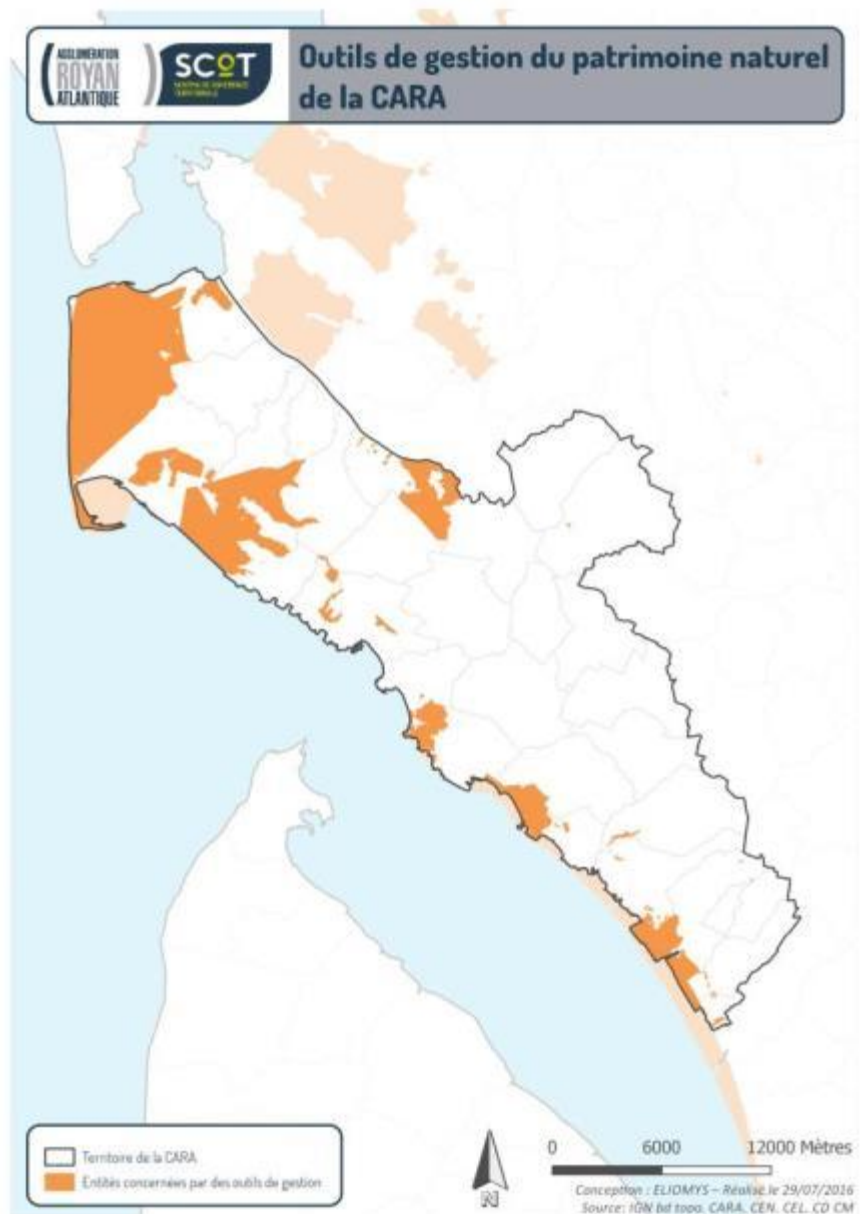 AGGLOMÉRATION
ROYAN
ATLANTIQUE
SCOT
Outils de gestion du patrimoine naturel
de la CARA
Territoire de la CARA
Entités concernées par des outils de gestion
N
0 6000 12000 Mètres
Conception : ELIOMYS – Réalisé le 29/07/2016
Source: IGN bd topo, CARA, CEN, CEL, CD CM